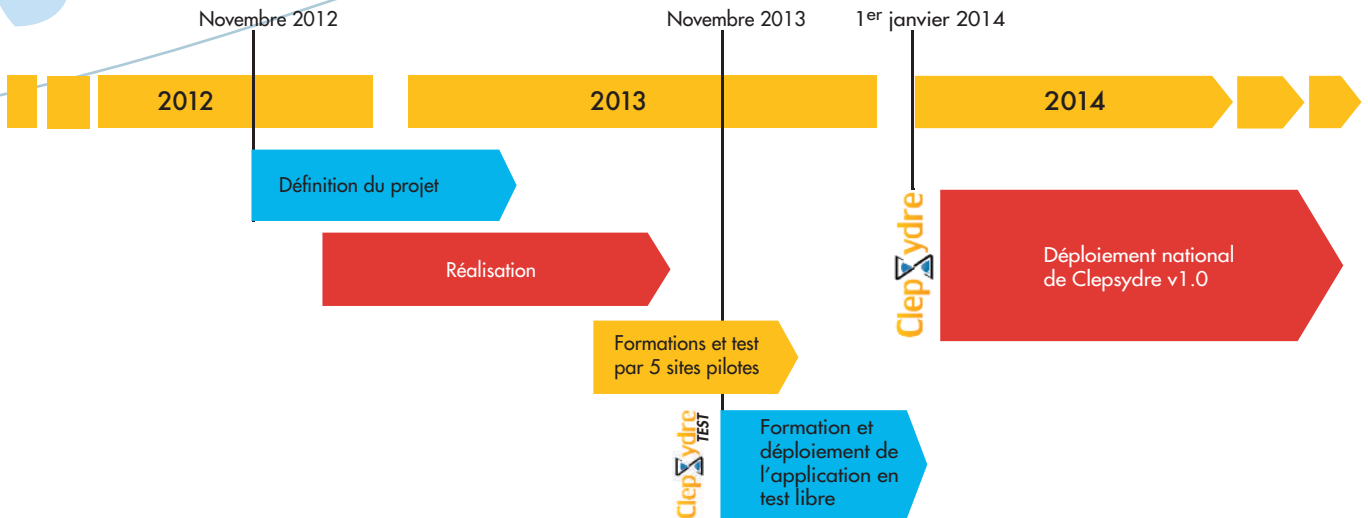 Novembre 2012
Novembre 2013
1er janvier 2014
2012
2013
2014
Définition du projet
Réalisation
Formations et test
par 5 sites pilotes
Clepsydre
TEST
Formation et
déploiement de
l'application en
test libre
Clepsydre
Déploiement national
de Clepsydre v1.0